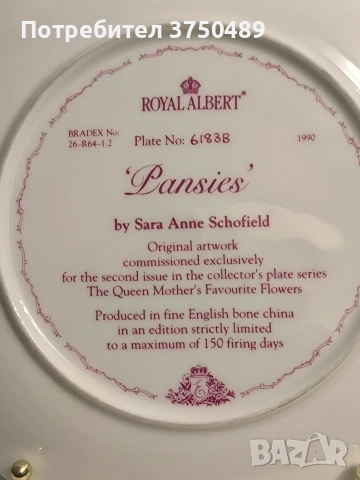 Потребител 3750489
ROYAL ALBERT®
BRADEX No:
26-R64-1.2
Plate No: 6183B
1990
'Pansies'
by Sara Anne Schofield
Original artwork
commissioned exclusively
for the second issue in the collector's plate series
The Queen Mother's Favourite Flowers
Produced in fine English bone china
in an edition strictly limited
to a maximum of 150 firing days
BAZAR